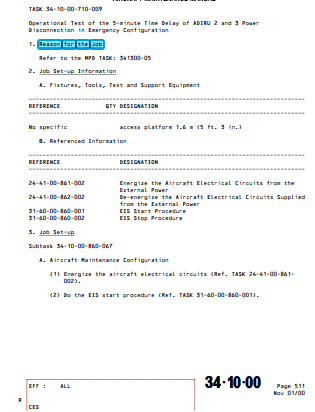 TASK 34-10-00-710-009
Operational Test of the 5-minute Time Delay of ADIRU 2 and 3 Power
Disconnection in Emergency Configuration
1. Reason for the Job
Refer to the MPD TASK: 341300-05
2. Job Set-up Information
A. Fixtures, Tools, Test and Support Equipment
REFERENCE QTY DESIGNATION
No specific access platform 1.6 m (5 ft. 3 in.)
B. Referenced Information
REFERENCE DESIGNATION
24-41-00-861-002 Energize the Aircraft Electrical Circuits from the
External Power
24-41-00-862-002 De-energize the Aircraft Electrical Circuits Supplied
from the External Power
31-60-00-860-001 EIS Start Procedure
31-60-00-860-002 EIS Stop Procedure
3. Job Set-up
Subtask 34-10-00-860-067
A. Aircraft Maintenance Configuration
(1) Energize the aircraft electrical circuits (Ref. TASK 24-41-00-861-
002).
(2) Do the EIS start procedure (Ref. TASK 31-60-00-860-001).
EFF : ALL
34-10-00
Page 511
Nov 01/00
R
CES